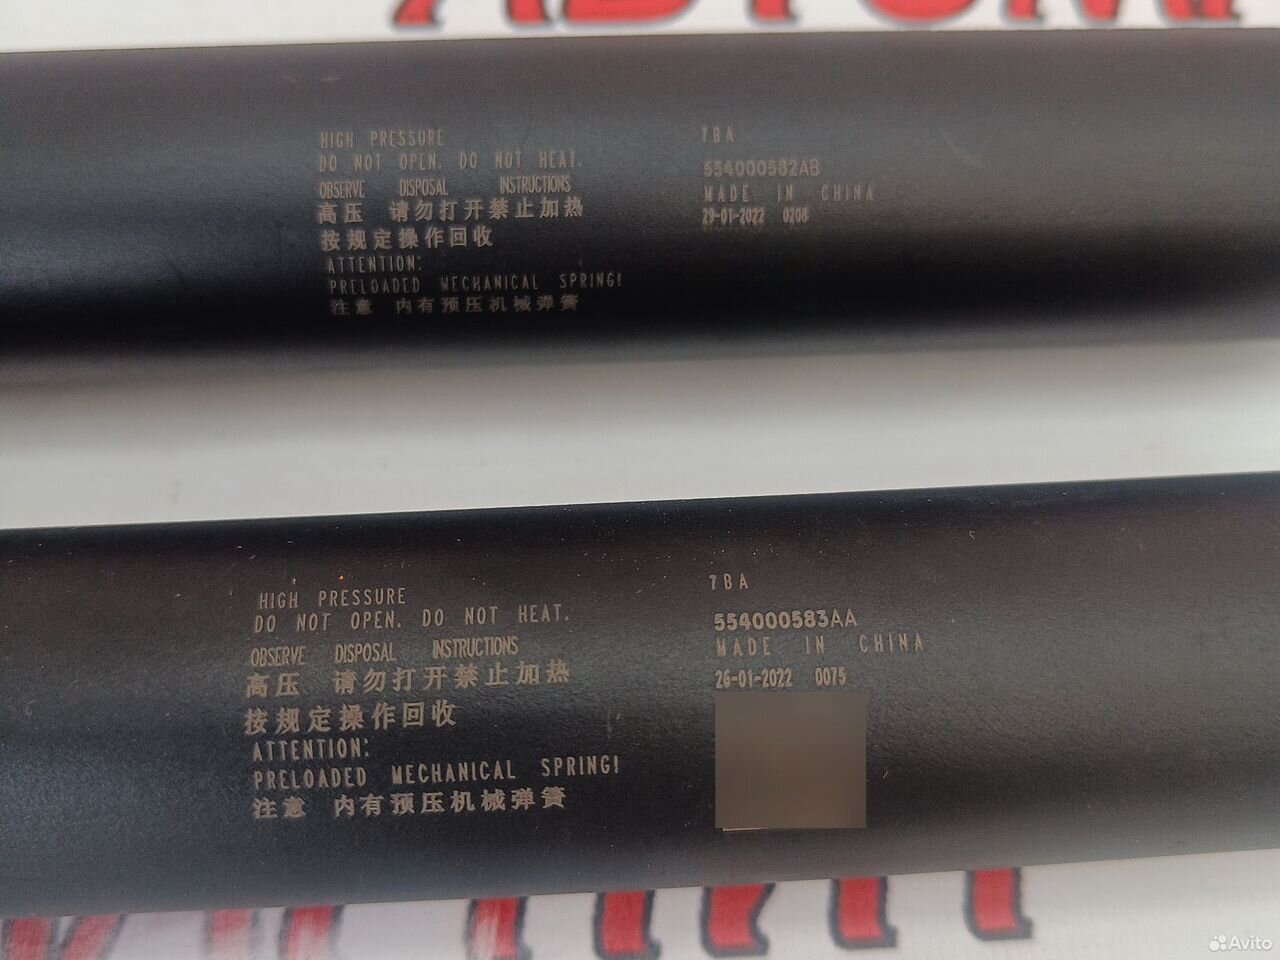 HIGH PRESSURE
DO NOT OPEN. DO NOT HEAT.
OBSERVE DISPOSAL INSTRUCTIONS
高压 请勿打开禁止加热
按规定操作回收
ATTENTION:
PRELOADED MECHANICAL SPRING!
注意 内有预压机械弹簧
7BA
554000582AB
MADE IN CHINA
23-01-2022 0208
HIGH PRESSURE
DO NOT OPEN. DO NOT HEAT.
OBSERVE DISPOSAL INSTRUCTIONS
高压 请勿打开禁止加热
按规定操作回收
ATTENTION:
PRELOADED MECHANICAL SPRING!
注意 内有预压机械弹簧
7BA
554000583AA
MADE IN CHINA
26-01-2022 0075
Avito